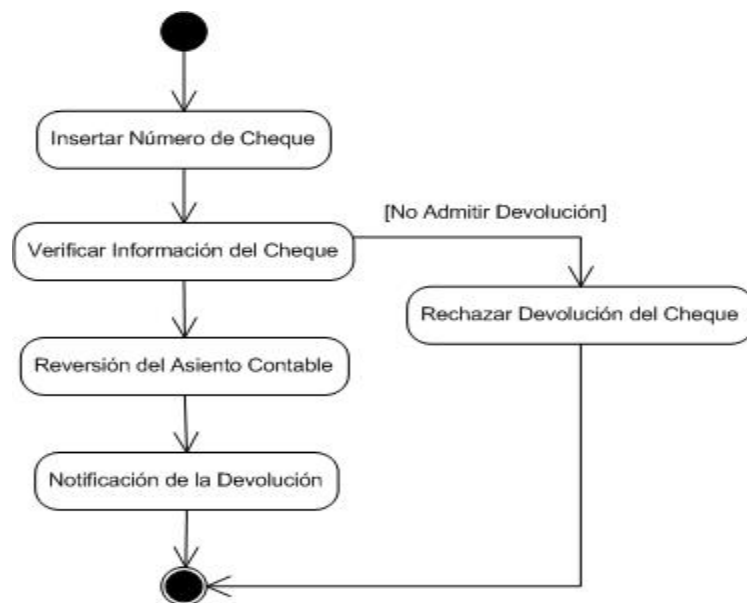 Insertar Número de Cheque
[No Admitir Devolución]
Verificar Información del Cheque
Rechazar Devolución del Cheque
Reversión del Asiento Contable
Notificación de la Devolución